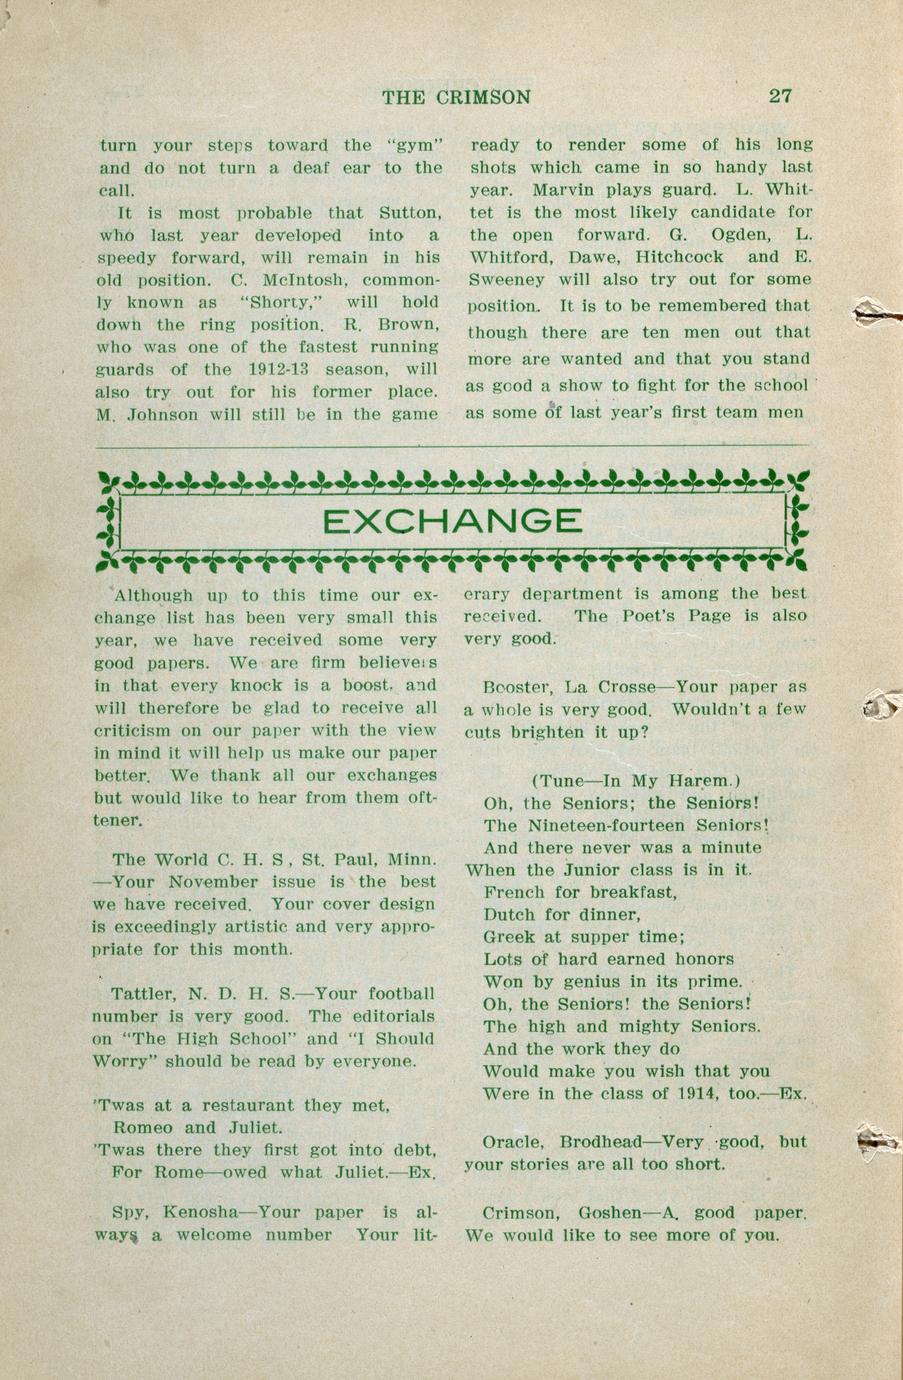 THE CRIMSON
27
turn your steps toward the “gym”
and do not turn a deaf ear to the
call.
It is most probable that Sutton,
who last year developed into a
speedy forward, will remain in his
old position. C. McIntosh, common-
ly known as “Shorty,” will hold
down the ring position. R. Brown,
who was one of the fastest running
guards of the 1912-13 season, will
also try out for his former place.
M. Johnson will still be in the game
ready to render some of his long
shots which came in so handy last
year. Marvin plays guard. L. Whit-
tet is the most likely candidate for
the open forward. G. Ogden, L.
Whitford, Dawe, Hitchcock and E.
Sweeney will also try out for some
position. It is to be remembered that
though there are ten men out that
more are wanted and that you stand
as good a show to fight for the school
as some of last year’s first team men
EXCHANGE
Although up to this time our ex-
change list has been very small this
year, we have received some very
good papers. We are firm believers
in that every knock is a boost, and
will therefore be glad to receive all
criticism on our paper with the view
in mind it will help us make our paper
better. We thank all our exchanges
but would like to hear from them oft-
tener.
The World C. H. S , St. Paul, Minn.
—Your November issue is the best
we have received. Your cover design
is exceedingly artistic and very appro-
priate for this month.
Tattler, N. D. H. S.—Your football
number is very good. The editorials
on “The High School” and “I Should
Worry” should be read by everyone.
’Twas at a restaurant they met,
Romeo and Juliet.
’Twas there they first got into debt,
For Rome—owed what Juliet.—Ex.
Spy, Kenosha—Your paper is al-
ways a welcome number Your lit-
erary department is among the best
received. The Poet’s Page is also
very good.
Booster, La Crosse—Your paper as
a whole is very good. Wouldn’t a few
cuts brighten it up?
(Tune—In My Harem.)
Oh, the Seniors; the Seniors!
The Nineteen-fourteen Seniors!
And there never was a minute
When the Junior class is in it.
French for breakfast,
Dutch for dinner,
Greek at supper time;
Lots of hard earned honors
Won by genius in its prime.
Oh, the Seniors! the Seniors!
The high and mighty Seniors.
And the work they do
Would make you wish that you
Were in the class of 1914, too.—Ex.
Oracle, Brodhead—Very good, but
your stories are all too short.
Crimson, Goshen—A. good paper.
We would like to see more of you.